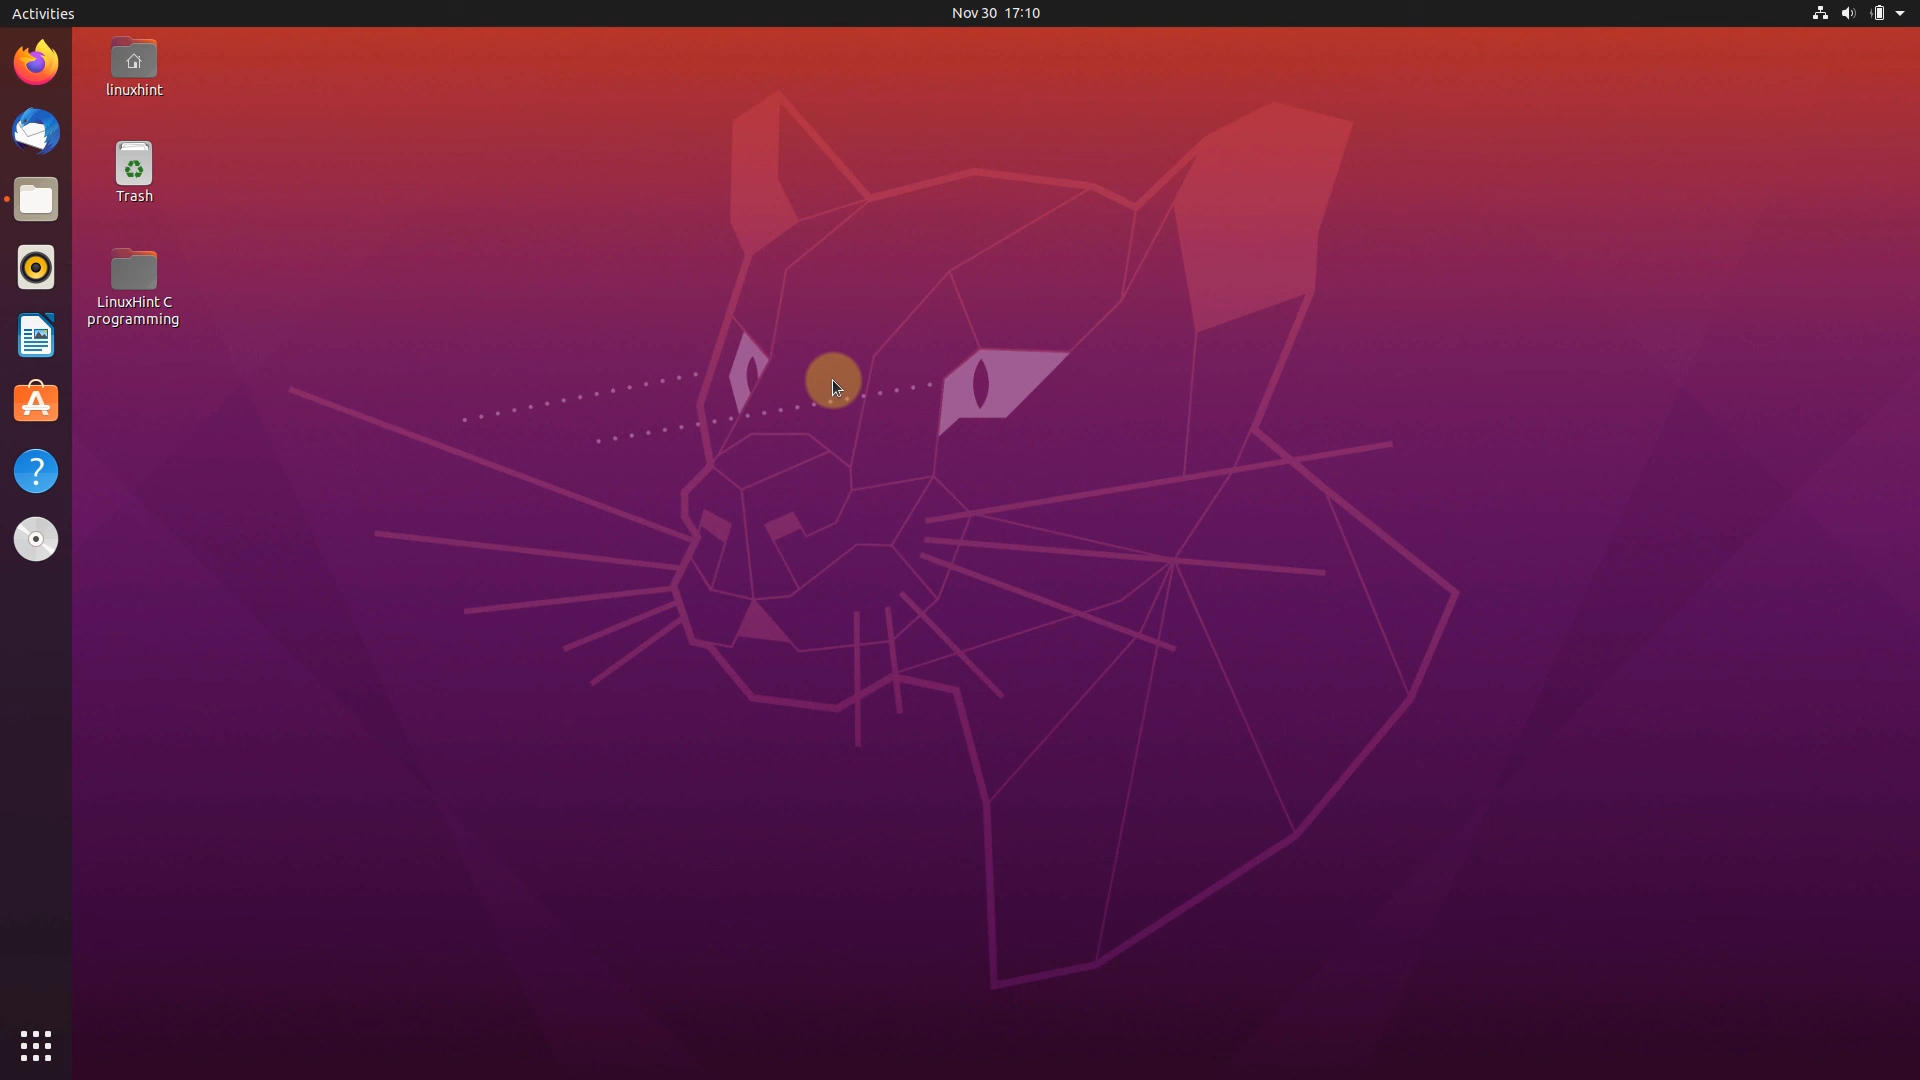 Activities
Nov 30 17:10
linuxhint
Trash
LinuxHint C
programming